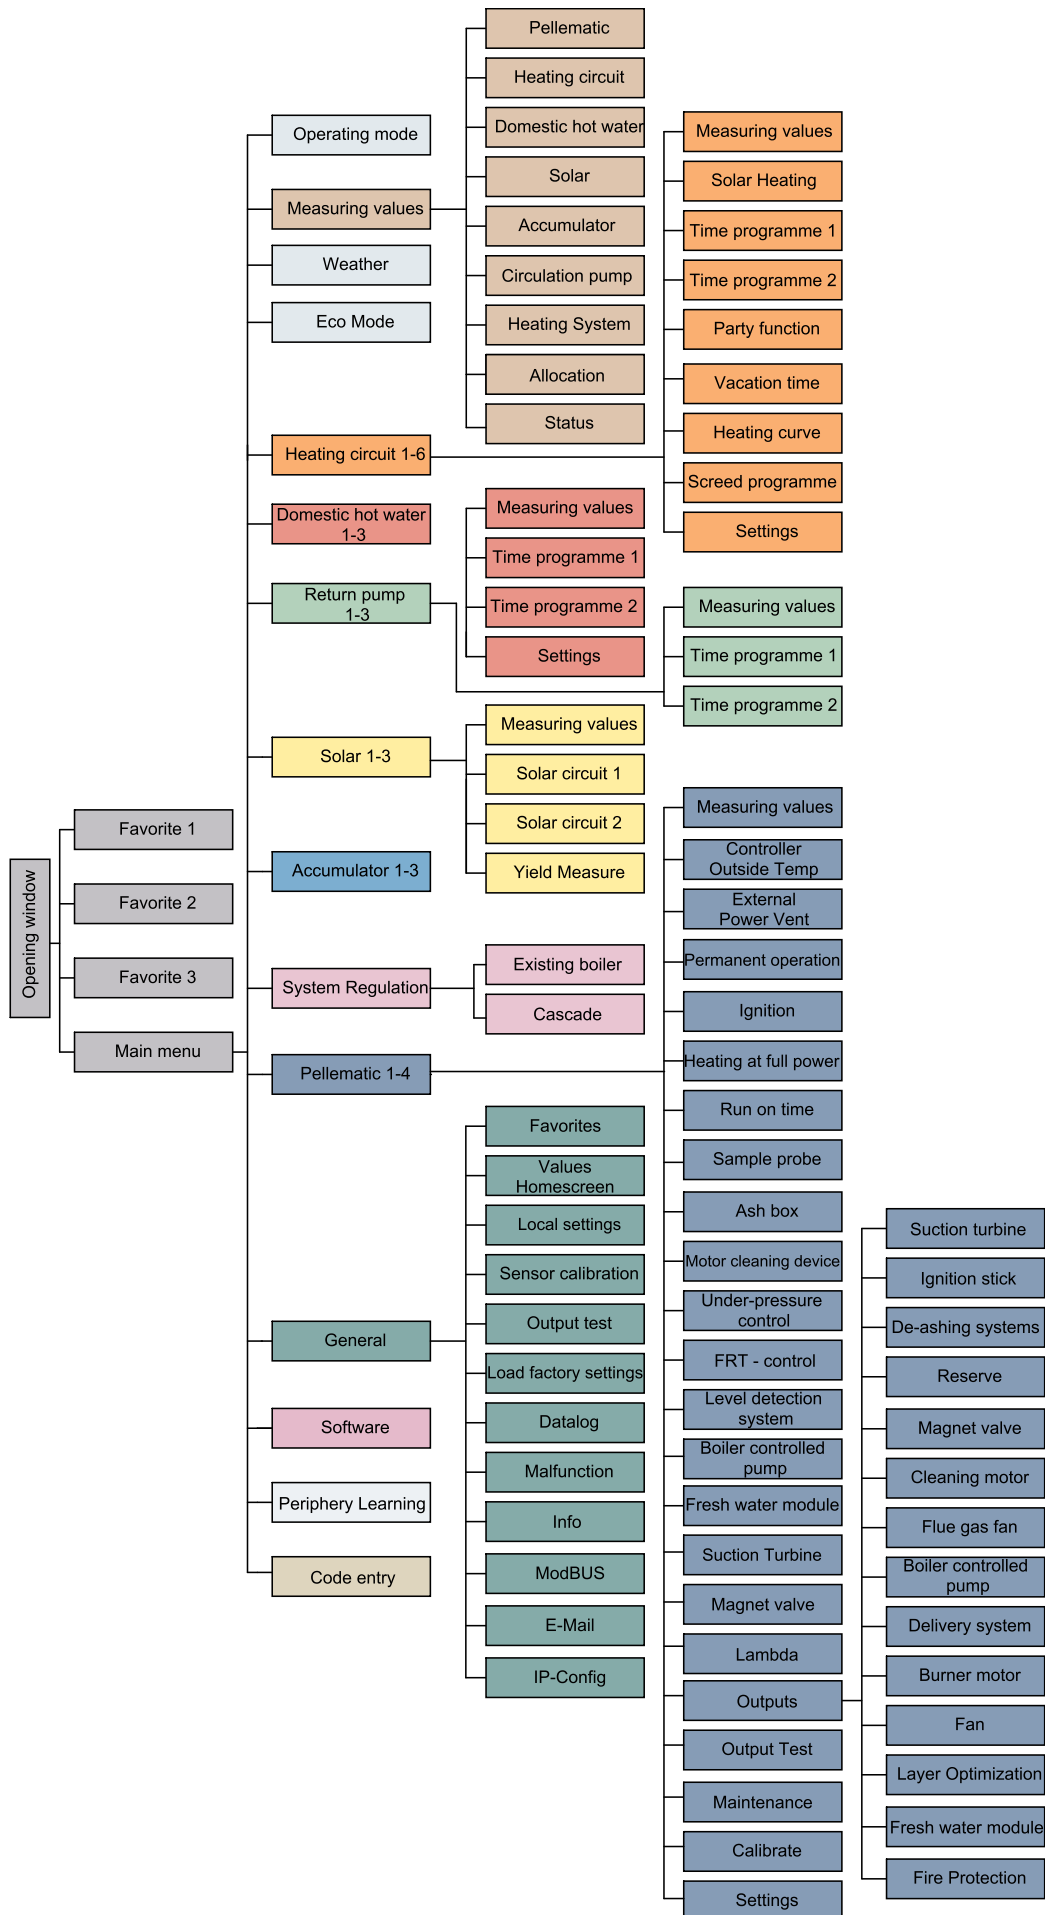 Opening window
Favorite 1
Favorite 2
Favorite 3
Main menu
Operating mode
Measuring values
Weather
Eco Mode
Heating circuit 1-6
Domestic hot water
1-3
Return pump
1-3
Solar 1-3
Accumulator 1-3
System Regulation
Pellematic 1-4
General
Software
Periphery Learning
Code entry
Pellematic
Heating circuit
Domestic hot water
Solar
Accumulator
Circulation pump
Heating System
Allocation
Status
Measuring values
Time programme 1
Time programme 2
Settings
Measuring values
Solar circuit 1
Solar circuit 2
Yield Measure
Existing boiler
Cascade
Favorites
Values
Homescreen
Local settings
Sensor calibration
Output test
Load factory settings
Datalog
Malfunction
Info
ModBUS
E-Mail
IP-Config
Measuring values
Solar Heating
Time programme 1
Time programme 2
Party function
Vacation time
Heating curve
Screed programme
Settings
Measuring values
Time programme 1
Time programme 2
Measuring values
Controller
Outside Temp
External
Power Vent
Permanent operation
Ignition
Heating at full power
Run on time
Sample probe
Ash box
Motor cleaning device
Under-pressure
control
FRT - control
Level detection
system
Boiler controlled
pump
Fresh water module
Suction Turbine
Magnet valve
Lambda
Outputs
Output Test
Maintenance
Calibrate
Settings
Suction turbine
Ignition stick
De-ashing systems
Reserve
Magnet valve
Cleaning motor
Flue gas fan
Boiler controlled
pump
Delivery system
Burner motor
Fan
Layer Optimization
Fresh water module
Fire Protection